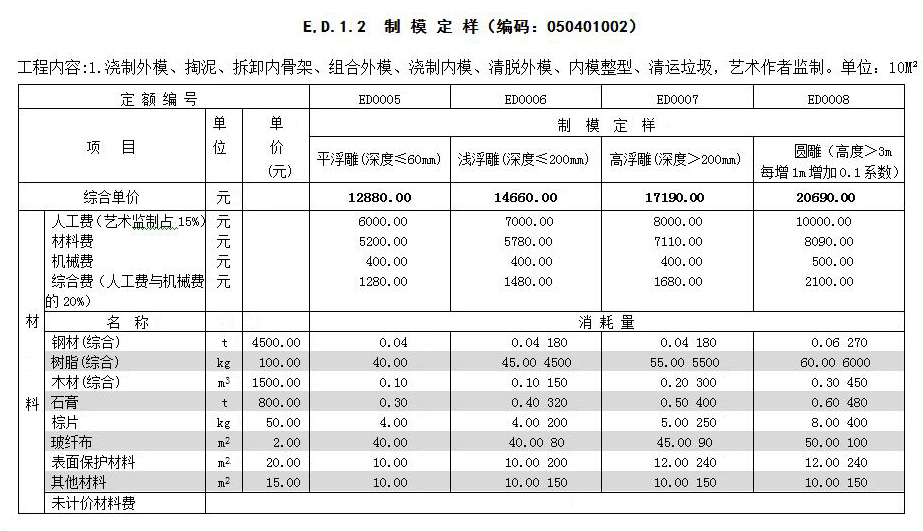 E.D.1.2 制 模 定 样（编码：050401002）
工程内容:1.浇制外模、掏泥、拆卸内骨架、组合外模、浇制内模、清脱外模、内模整型、清运垃圾，艺术作者监制。单位：10M²
定 额 编 号 ED0005 ED0006 ED0007 ED0008
项 目 单位 单价(元) 制 模 定 样
平浮雕(深度≤60mm) 浅浮雕(深度≤200mm) 高浮雕(深度>200mm) 圆雕（高度＞3m每增1m增加0.1系数）
综合单价 元 12880.00 14660.00 17190.00 20690.00
材料
人工费(艺术监制占15%) 元 6000.00 7000.00 8000.00 10000.00
材料费 元 5200.00 5780.00 7110.00 8090.00
机械费 元 400.00 400.00 400.00 500.00
综合费（人工费与机械费 元 1280.00 1480.00 1680.00 2100.00
的20%）
名 称 消 耗 量
钢材(综合) t 4500.00 0.04 0.04 180 0.04 180 0.06 270
树脂(综合) kg 100.00 40.00 45.00 4500 55.00 5500 60.00 6000
木材(综合) m³ 1500.00 0.10 0.10 150 0.20 300 0.30 450
石膏 t 800.00 0.30 0.40 320 0.50 400 0.60 480
棕片 kg 50.00 4.00 4.00 200 5.00 250 8.00 400
玻纤布 m² 2.00 40.00 40.00 80 45.00 90 50.00 100
表面保护材料 m² 20.00 10.00 10.00 200 12.00 240 12.00 240
其他材料 m² 15.00 10.00 10.00 150 10.00 150 10.00 150
未计价材料费